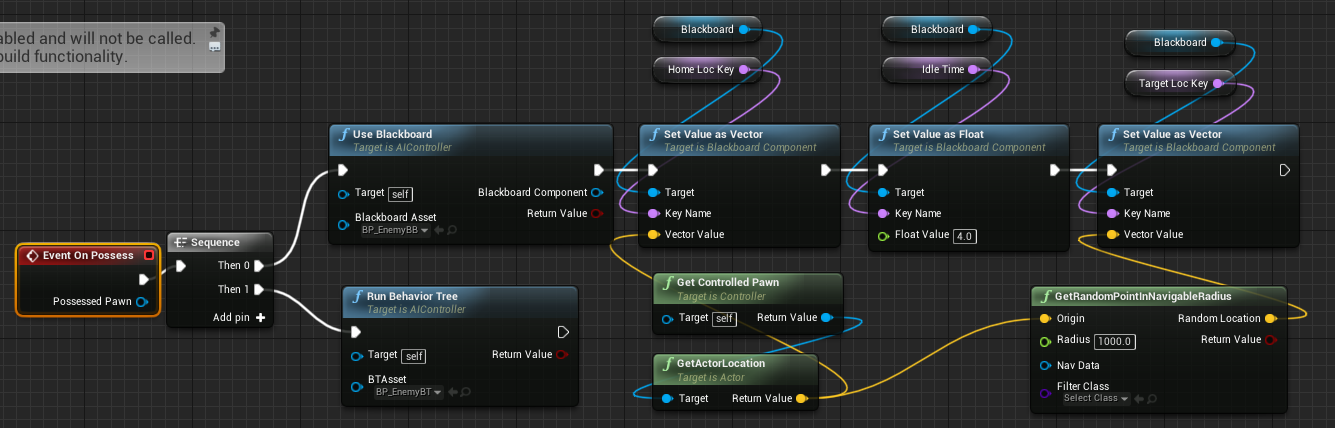 abled and will not be called.
build functionality.
Event On Possess
Possessed Pawn
Sequence
Then 0
Then 1
Add pin
Use Blackboard
Target is AIController
Target self
Blackboard Component
Return Value
Blackboard Asset
BP_EnemyBB
Run Behavior Tree
Target is AIController
Target self
Return Value
BTAsset
BP_EnemyBT
Blackboard
Home Loc Key
Set Value as Vector
Target is Blackboard Component
Target
Key Name
Vector Value
Get Controlled Pawn
Target is Controller
Target self
Return Value
GetActorLocation
Target is Actor
Target
Return Value
Blackboard
Idle Time
Set Value as Float
Target is Blackboard Component
Target
Key Name
Float Value 4.0
Blackboard
Target Loc Key
Set Value as Vector
Target is Blackboard Component
Target
Key Name
Vector Value
GetRandomPointInNavigableRadius
Origin
Random Location
Radius 1000.0
Return Value
Nav Data
Filter Class
Select Class